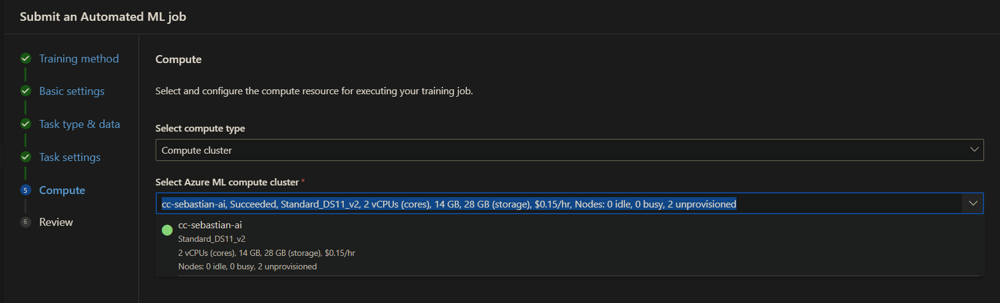 Submit an Automated ML job
Training method
Basic settings
Task type & data
Task settings
5 Compute
6 Review
Compute
Select and configure the compute resource for executing your training job.
Select compute type
Compute cluster
Select Azure ML compute cluster *
cc-sebastian-ai, Succeeded, Standard_DS11_v2, 2 vCPUs (cores), 14 GB, 28 GB (storage), $0.15/hr, Nodes: 0 idle, 0 busy, 2 unprovisioned
cc-sebastian-ai
Standard_DS11_v2
2 vCPUs (cores), 14 GB, 28 GB (storage), $0.15/hr
Nodes: 0 idle, 0 busy, 2 unprovisioned